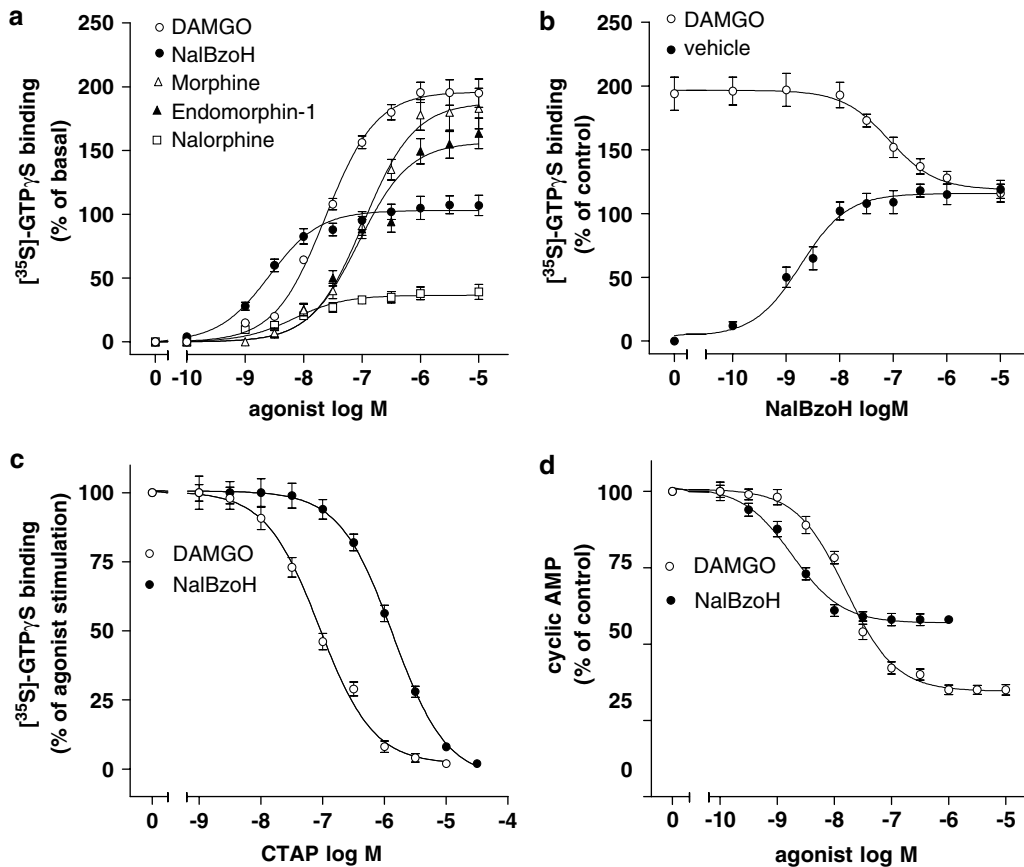 a
[35S]-GTPγS binding
(% of basal)
250
200
150
100
50
0
DAMGO
NalBzoH
Morphine
Endomorphin-1
Nalorphine
0 -10 -9 -8 -7 -6 -5
agonist log M
b
[35S]-GTPγS binding
(% of control)
250
200
150
100
50
0
DAMGO
vehicle
0 -10 -9 -8 -7 -6 -5
NalBzoH logM
c
[35S]-GTPγS binding
(% of agonist stimulation)
100
75
50
25
0
DAMGO
NalBzoH
0 -9 -8 -7 -6 -5 -4
CTAP log M
d
cyclic AMP
(% of control)
100
75
50
25
0
DAMGO
NalBzoH
0 -10 -9 -8 -7 -6 -5
agonist log M